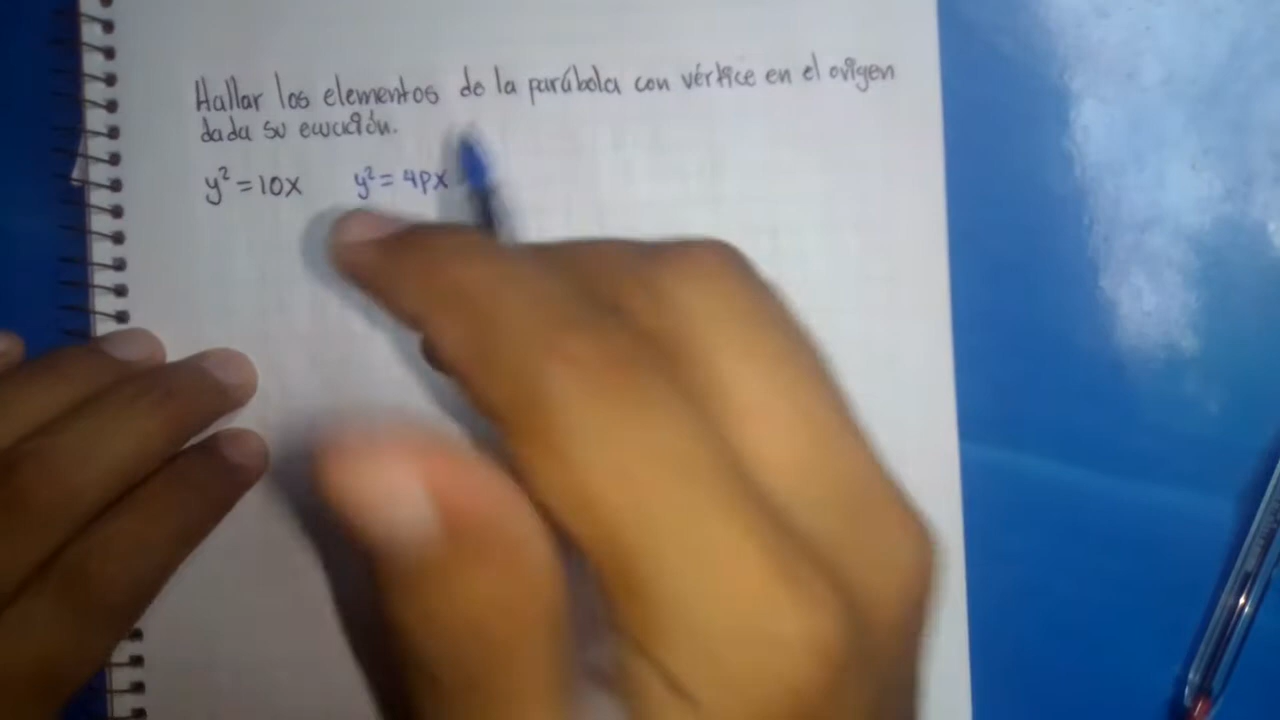 Hallar los elementos de la parábola con vértice en el origen
dada su ecuación.
y² = 10x y² = 4px